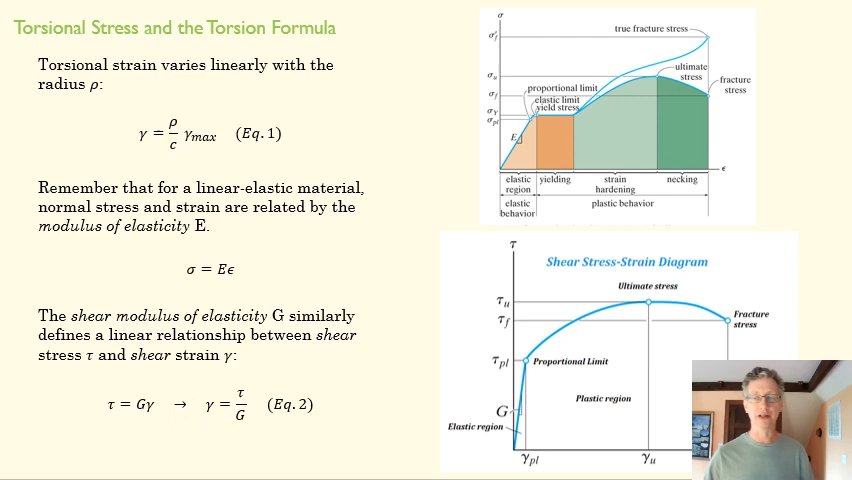 Torsional Stress and the Torsion Formula
Torsional strain varies linearly with the
radius ρ:
γ = ρ/c γmax (Eq. 1)
Remember that for a linear-elastic material,
normal stress and strain are related by the
modulus of elasticity E.
σ = Eϵ
The shear modulus of elasticity G similarly
defines a linear relationship between shear
stress τ and shear strain γ:
τ = Gγ → γ = τ/G (Eq. 2)
σ
true fracture stress
σ′f
ultimate
stress
σu
fracture
stress
proportional limit
σf
elastic limit
yield stress
σY
σpl
E
ϵ
elastic
region
yielding
strain
hardening
necking
elastic
behavior
plastic behavior
τ
Shear Stress-Strain Diagram
Ultimate stress
τu
τf
Fracture
stress
τpl
Proportional Limit
Plastic region
G
Elastic region
γpl
γu